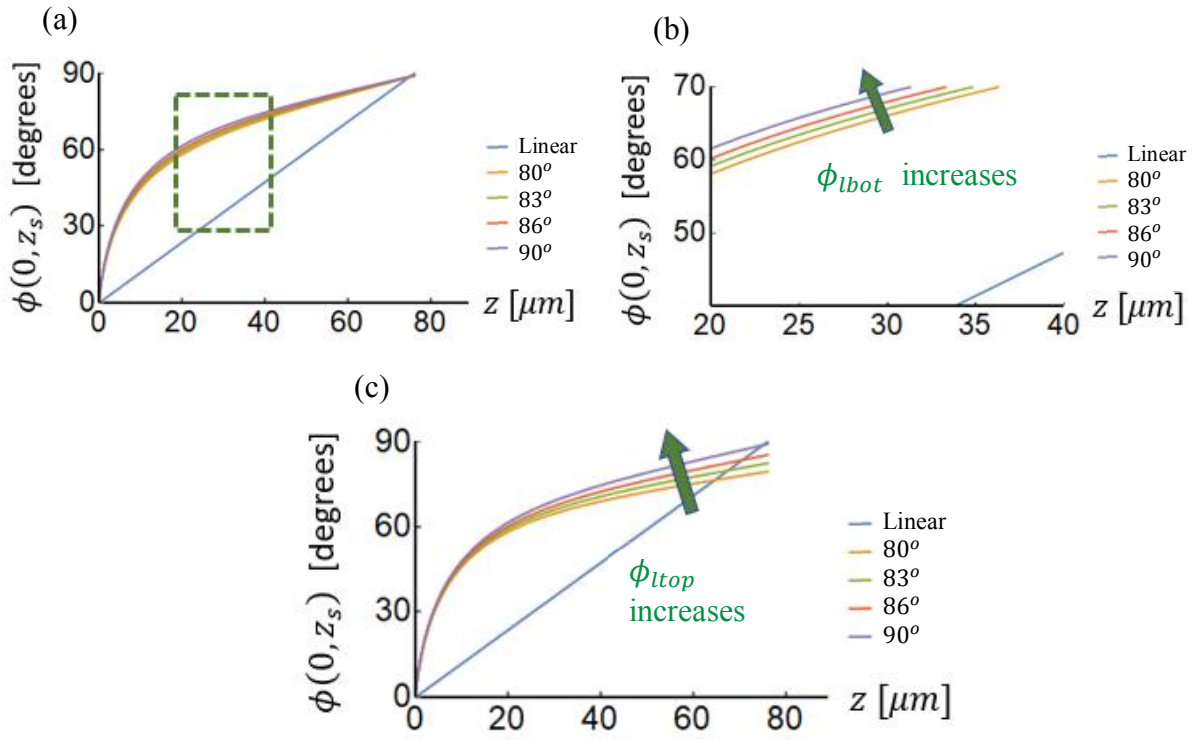 (a)
ϕ(0, z_s) [degrees]
90
60
30
0
0 20 40 60 80
z [μm]
Linear
80°
83°
86°
90°
(b)
ϕ(0, z_s) [degrees]
70
60
50
20 25 30 35 40
z [μm]
ϕ_lbot increases
Linear
80°
83°
86°
90°
(c)
ϕ(0, z_s) [degrees]
90
60
30
0
0 20 40 60 80
z [μm]
ϕ_ltop
increases
Linear
80°
83°
86°
90°